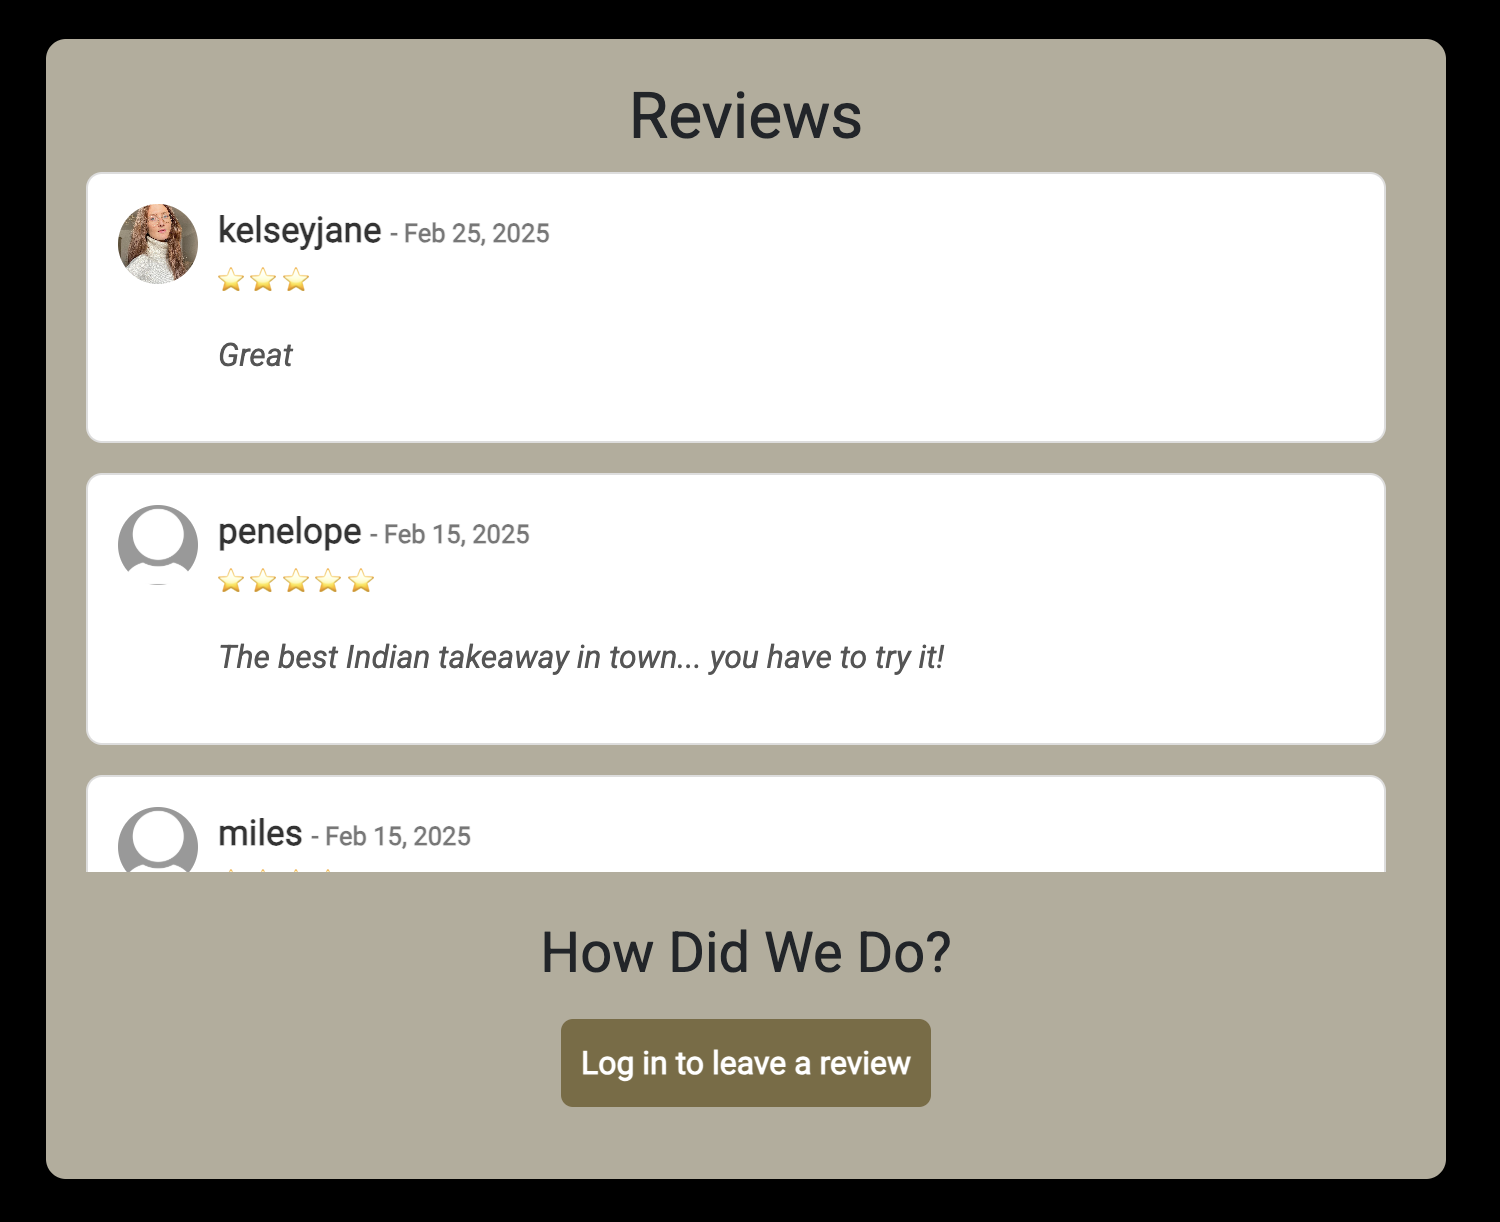 Reviews
kelseyjane - Feb 25, 2025
Great
penelope - Feb 15, 2025
The best Indian takeaway in town... you have to try it!
miles - Feb 15, 2025
How Did We Do?
Log in to leave a review